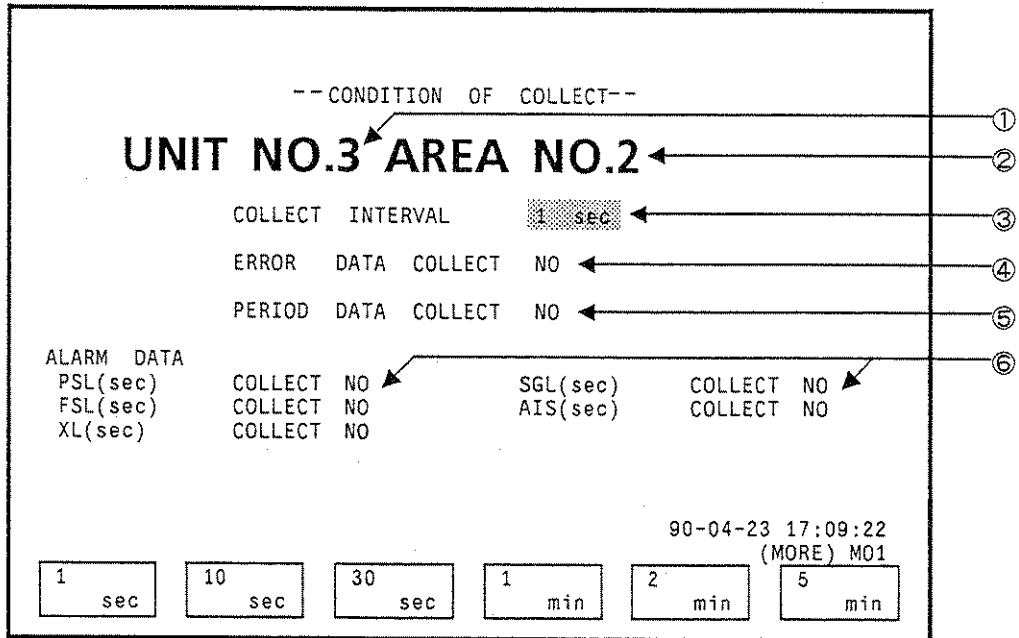 --CONDITION OF COLLECT--
①
UNIT NO.3 AREA NO.2
②
COLLECT INTERVAL 1 sec
③
ERROR DATA COLLECT NO
④
PERIOD DATA COLLECT NO
⑤
ALARM DATA
⑥
PSL(sec) COLLECT NO SGL(sec) COLLECT NO
FSL(sec) COLLECT NO AIS(sec) COLLECT NO
XL(sec) COLLECT NO
90-04-23 17:09:22
(MORE) M01
1 10 30 1 2 5
sec sec sec min min min